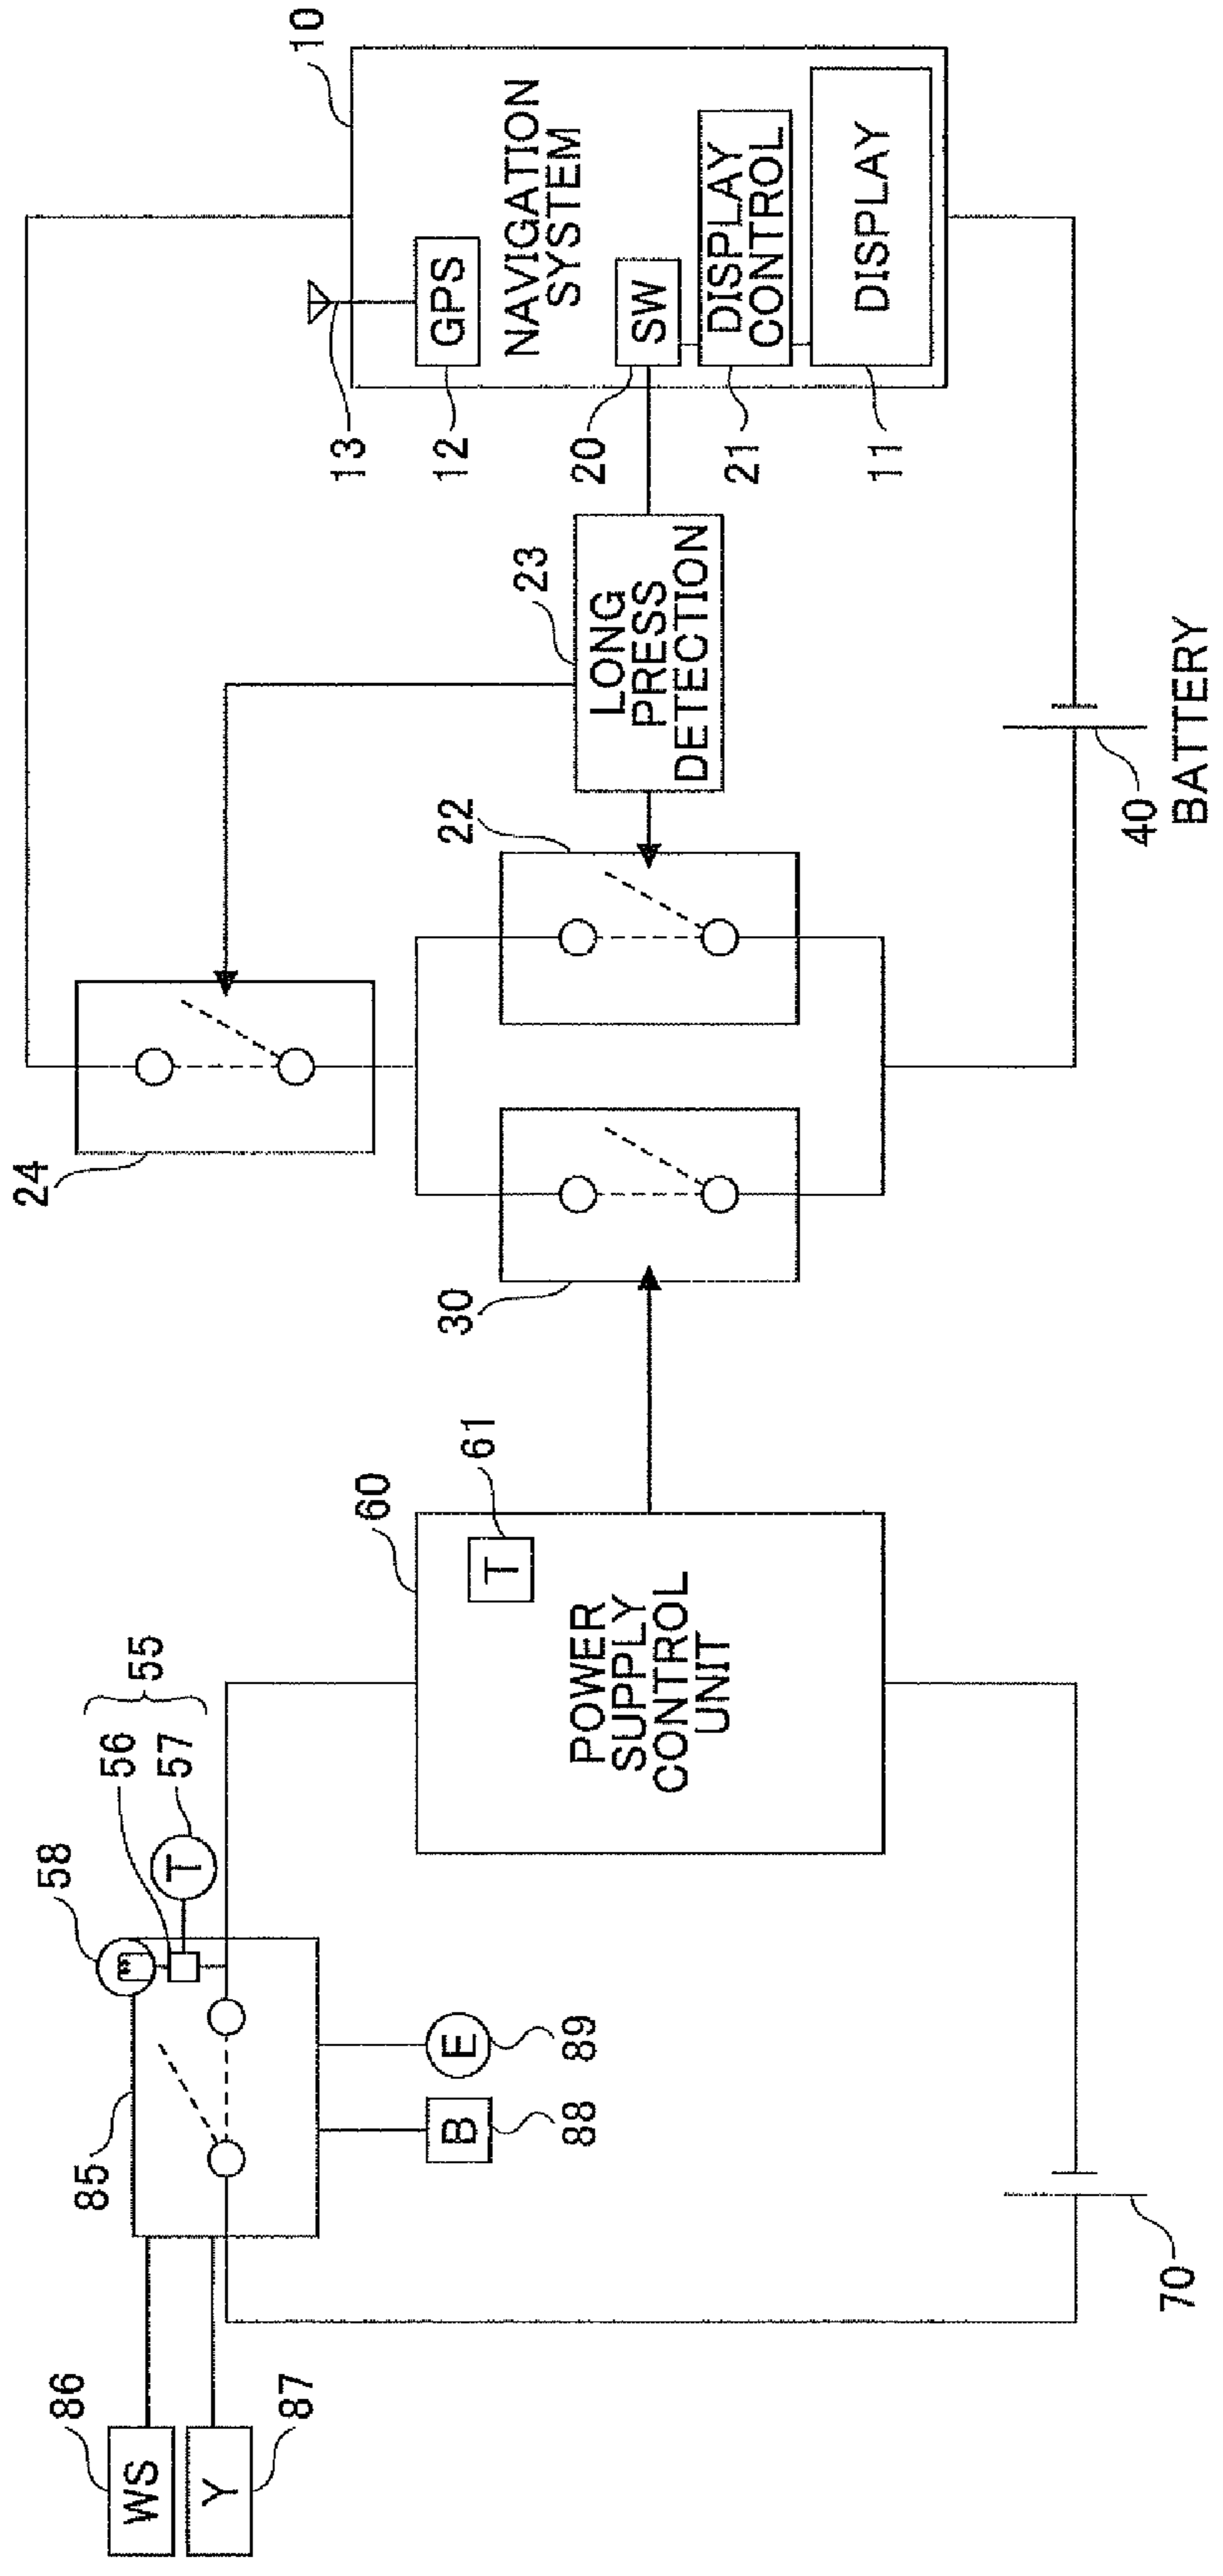 10
NAVIGATION
SYSTEM
GPS
12
13
SW
20
DISPLAY
CONTROL
21
DISPLAY
11
LONG
PRESS
DETECTION
23
22
24
30
40
BATTERY
POWER
SUPPLY
CONTROL
UNIT
60
T
61
55
56
57
T
58
85
E
89
B
88
WS
86
Y
87
70